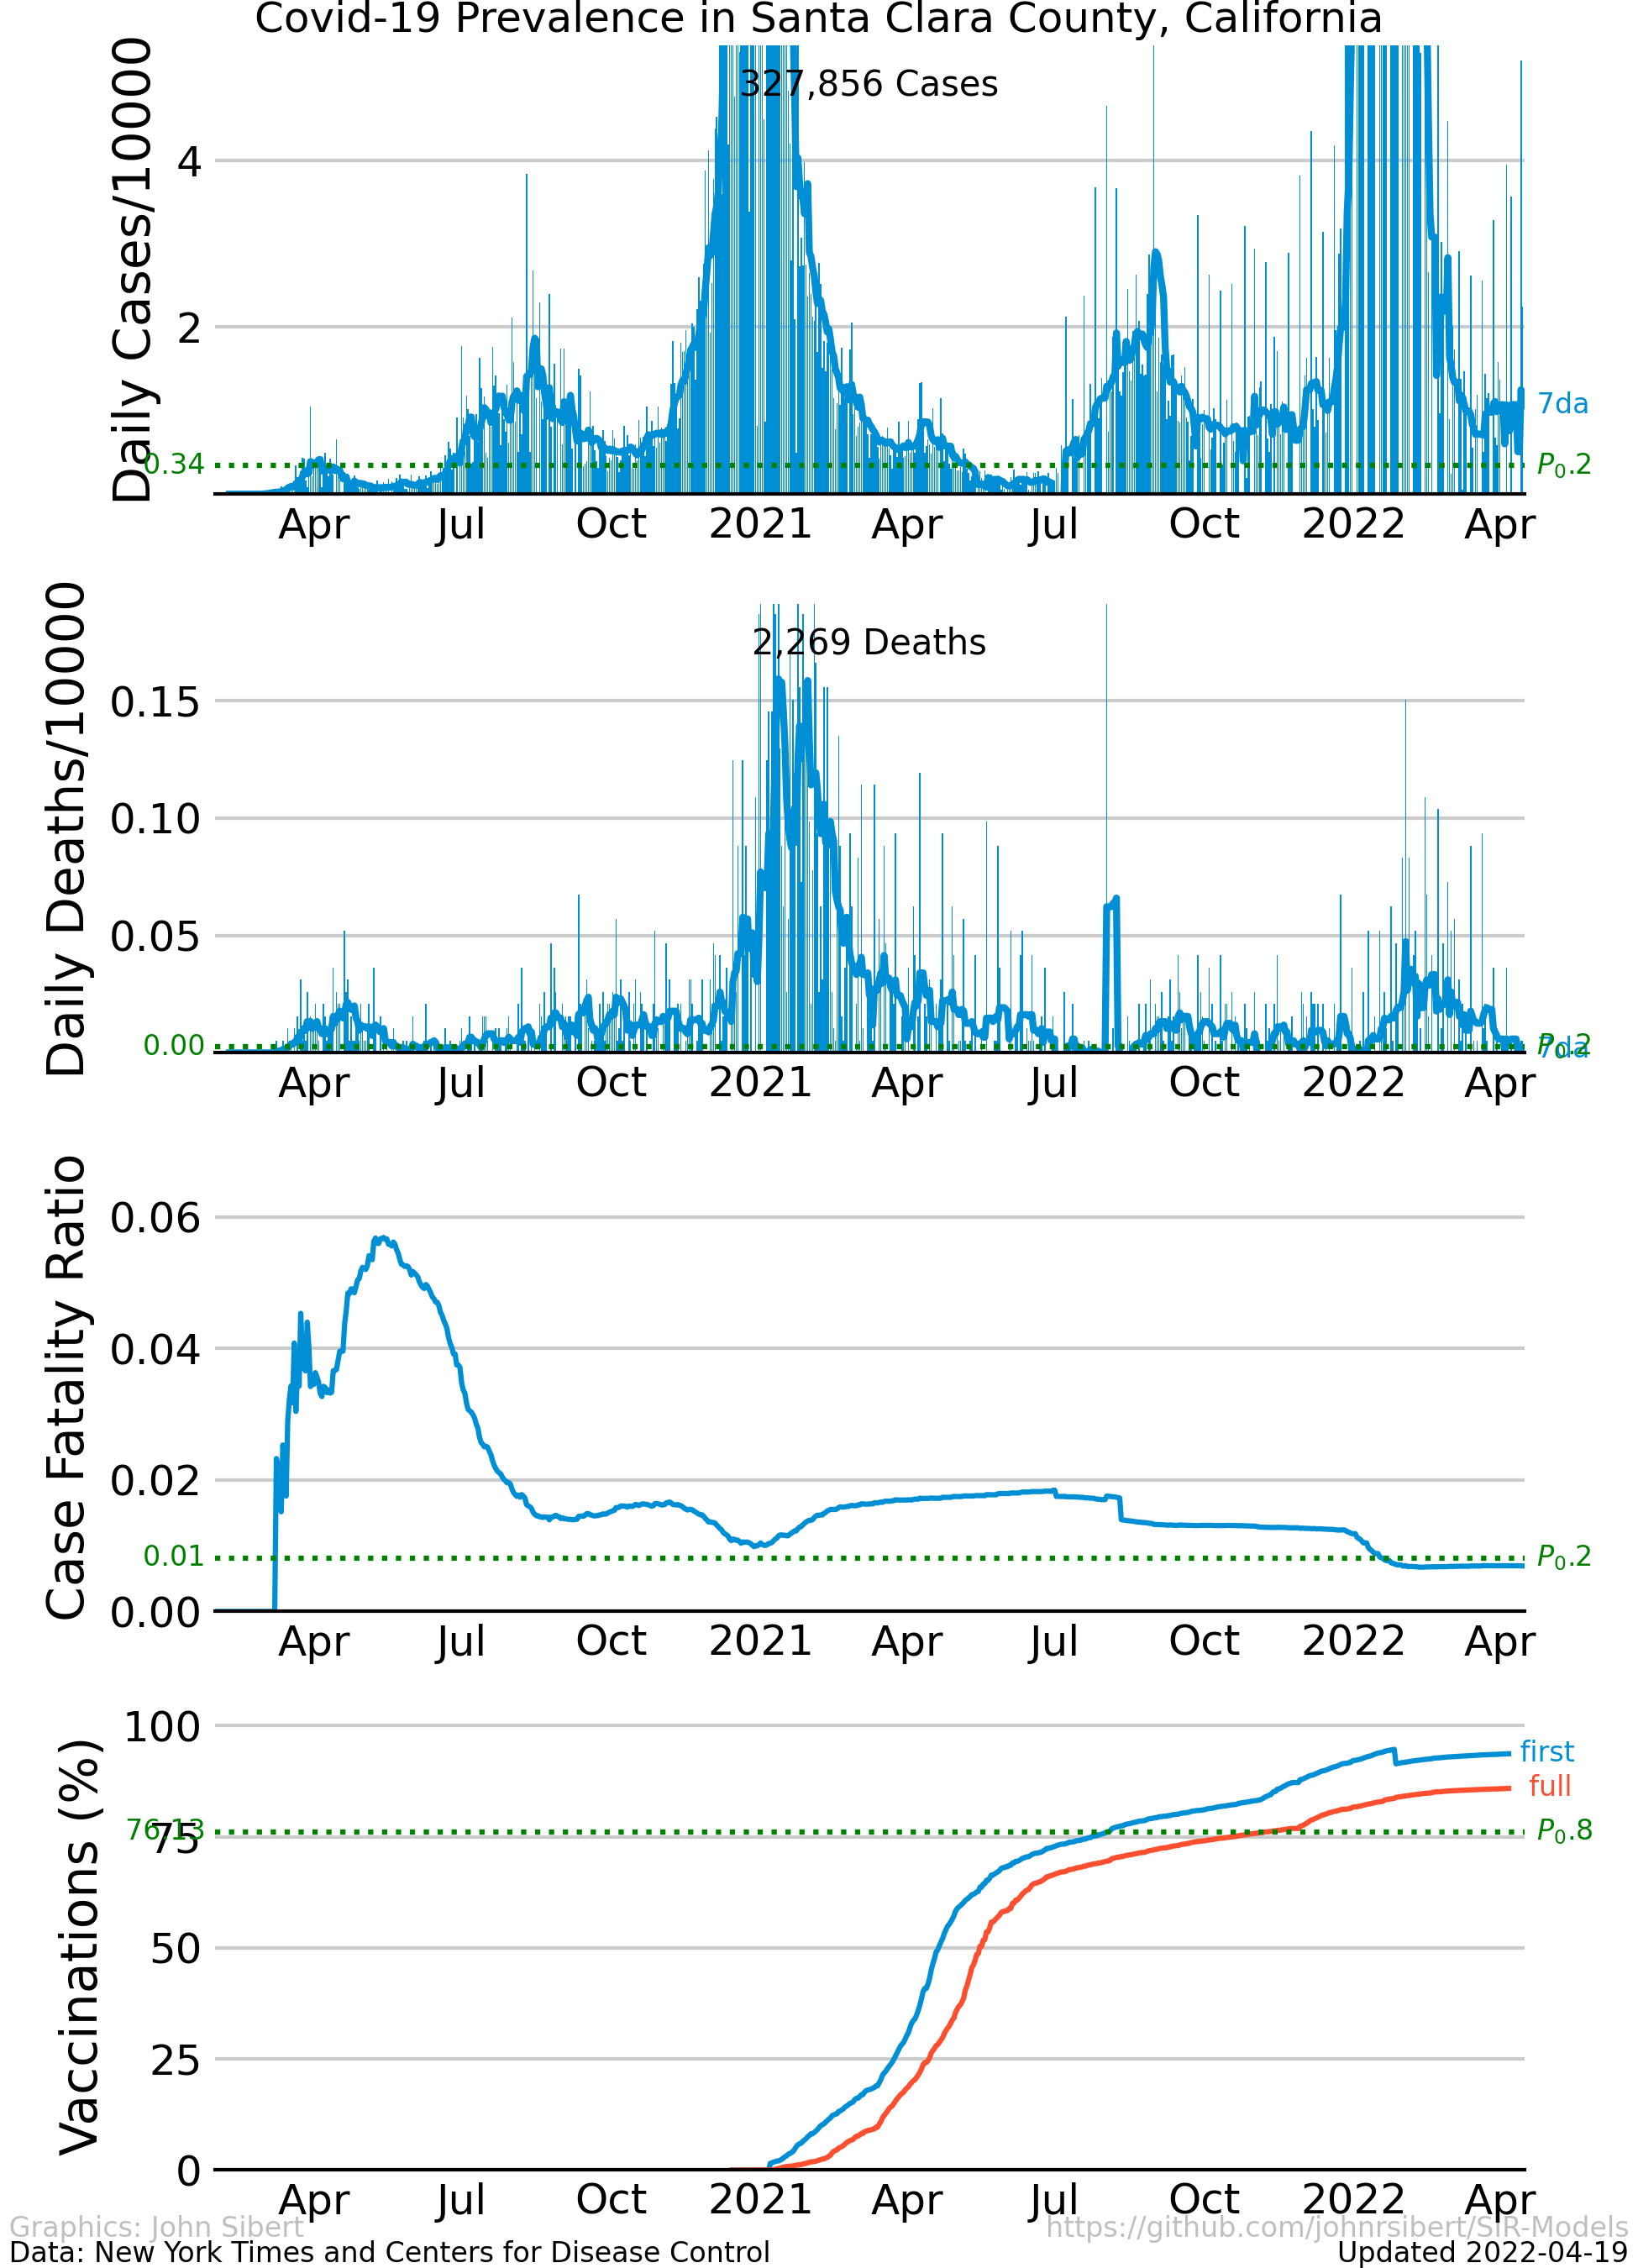 Covid-19 Prevalence in Santa Clara County, California
Daily Cases/10000
327,856 Cases
4
2
0.34
7da
P₀.2
Apr Jul Oct 2021 Apr Jul Oct 2022 Apr
Daily Deaths/10000
2,269 Deaths
0.15
0.10
0.05
0.00
P₀.2
7da
Apr Jul Oct 2021 Apr Jul Oct 2022 Apr
Case Fatality Ratio
0.06
0.04
0.02
0.01
P₀.2
0.00
Apr Jul Oct 2021 Apr Jul Oct 2022 Apr
Vaccinations (%)
100
first
full
76.13
75
P₀.8
50
25
0
Apr Jul Oct 2021 Apr Jul Oct 2022 Apr
Graphics: John Sibert
https://github.com/johnrsibert/SIR-Models
Data: New York Times and Centers for Disease Control
Updated 2022-04-19